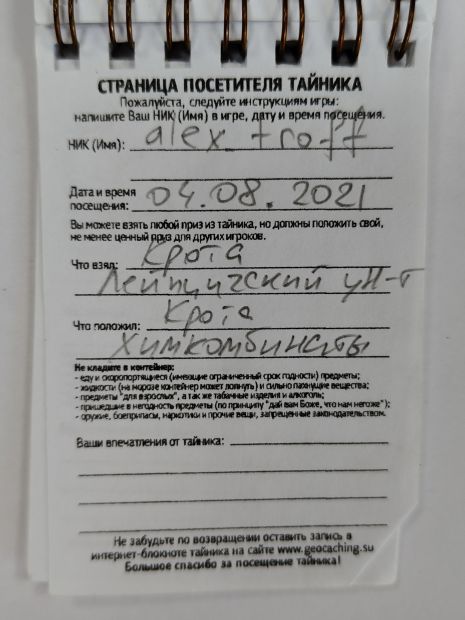 СТРАНИЦА ПОСЕТИТЕЛЯ ТАЙНИКА
Пожалуйста, следуйте инструкциям игры:
напишите Ваш НИК (Имя) в игре, дату и время посещения.
НИК (Имя): alex_troff
Дата и время
посещения: 04.08.2021
Вы можете взять любой приз из тайника, но должны положить свой,
не менее ценный приз для других игроков.
Что взял: Крота
Лейпцигский ун-т
Что положил: Крота
Химкомбинаты
Не кладите в контейнер:
- еду и скоропортящиеся (имеющие ограниченный срок годности) предметы;
- жидкости (на морозе контейнер может лопнуть) и сильно пахнущие вещества;
- предметы "для взрослых", а так же табачные изделия и алкоголь;
- пришедшие в негодность предметы (по принципу "дай вам Боже, что нам негоже");
- оружие, боеприпасы, наркотики и прочие вещи, запрещенные законодательством.
Ваши впечатления от тайника:
Не забудьте по возвращении оставить запись в
интернет-блокноте тайника на сайте www.geocaching.su
Большое спасибо за посещение тайника!